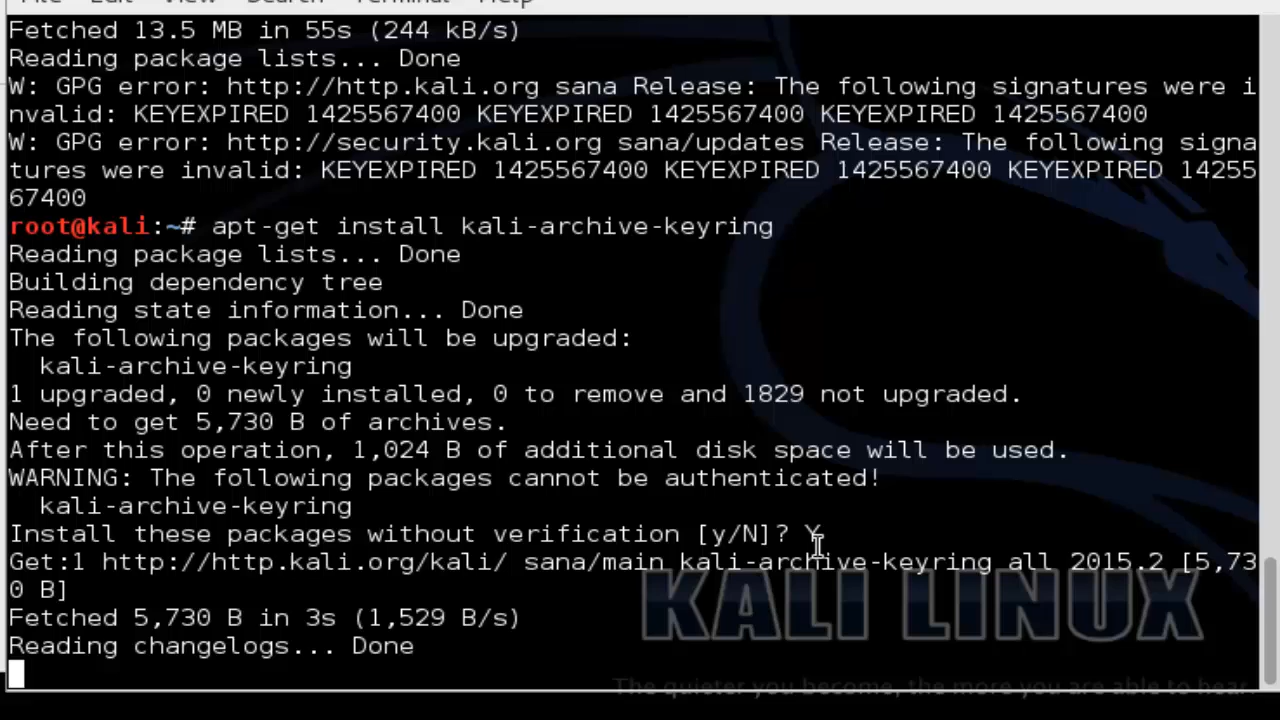 File Edit View Search Terminal Help
Fetched 13.5 MB in 55s (244 kB/s)
Reading package lists... Done
W: GPG error: http://http.kali.org sana Release: The following signatures were i
nvalid: KEYEXPIRED 1425567400 KEYEXPIRED 1425567400 KEYEXPIRED 1425567400
W: GPG error: http://security.kali.org sana/updates Release: The following signa
tures were invalid: KEYEXPIRED 1425567400 KEYEXPIRED 1425567400 KEYEXPIRED 14255
67400
root@kali:~# apt-get install kali-archive-keyring
Reading package lists... Done
Building dependency tree
Reading state information... Done
The following packages will be upgraded:
  kali-archive-keyring
1 upgraded, 0 newly installed, 0 to remove and 1829 not upgraded.
Need to get 5,730 B of archives.
After this operation, 1,024 B of additional disk space will be used.
WARNING: The following packages cannot be authenticated!
  kali-archive-keyring
Install these packages without verification [y/N]? Y
Get:1 http://http.kali.org/kali/ sana/main kali-archive-keyring all 2015.2 [5,73
0 B]
Fetched 5,730 B in 3s (1,529 B/s)
Reading changelogs... Done
KALI LINUX
The quieter you become, the more you are able to hear